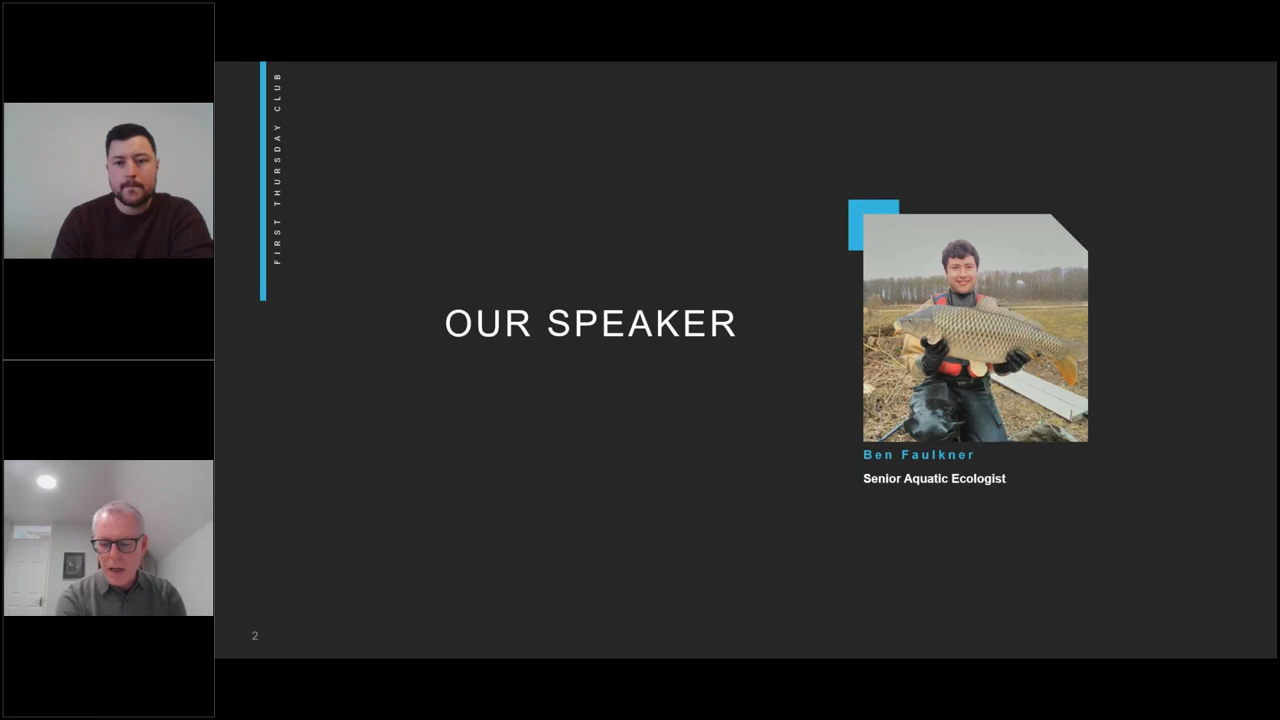 FIRST THURSDAY CLUB
OUR SPEAKER
Ben Faulkner
Senior Aquatic Ecologist
2